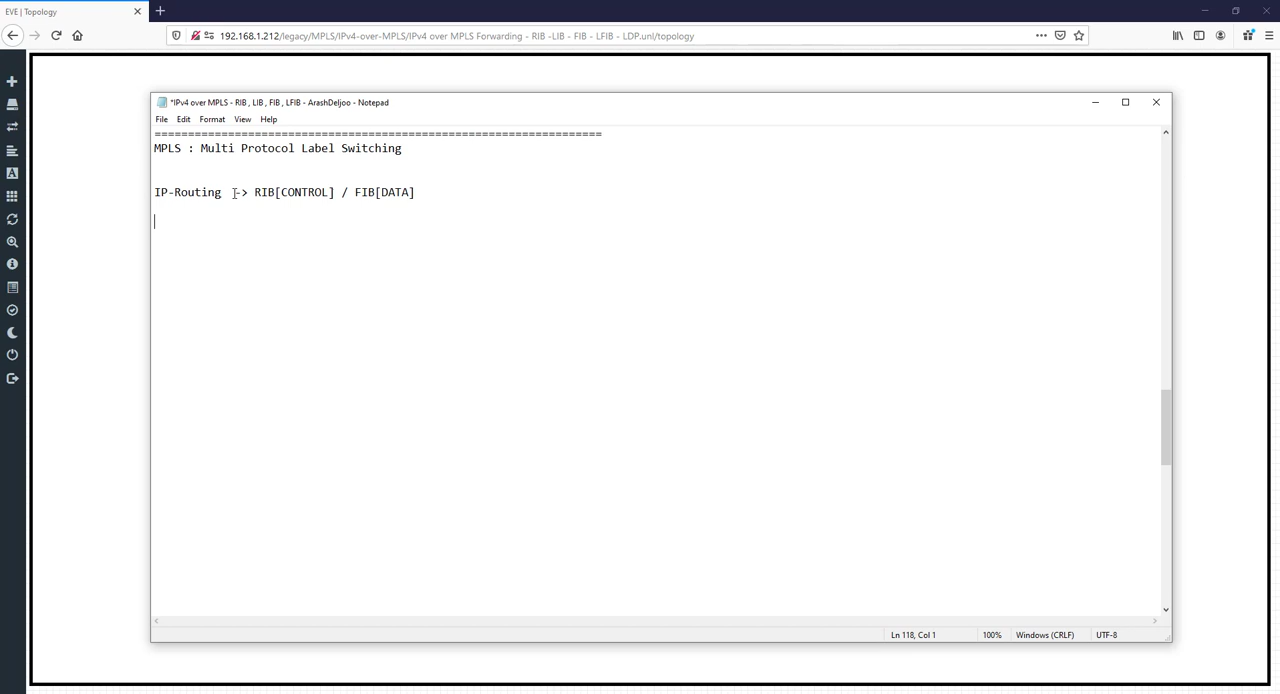 EVE | Topology
192.168.1.212/legacy/MPLS/IPv4-over-MPLS/IPv4 over MPLS Forwarding - RIB -LIB - FIB - LFIB - LDP.unl/topology
*IPv4 over MPLS - RIB , LIB , FIB , LFIB - ArashDeljoo - Notepad
File Edit Format View Help
===================================================================
MPLS : Multi Protocol Label Switching
IP-Routing -> RIB[CONTROL] / FIB[DATA]
Ln 118, Col 1 100% Windows (CRLF) UTF-8